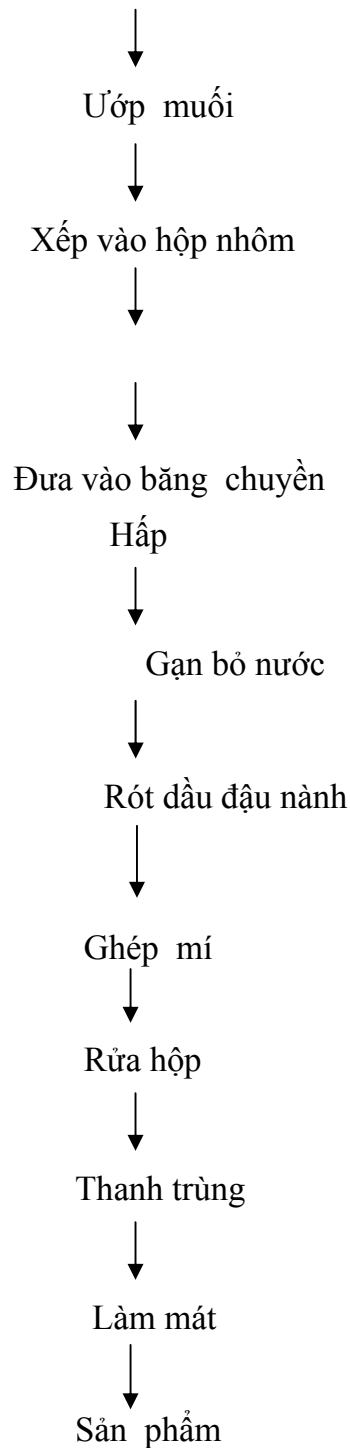 Ướp muối
Xếp vào hộp nhôm
Đưa vào băng chuyền
Hấp
Gạn bỏ nước
Rót dầu đậu nành
Ghép mí
Rửa hộp
Thanh trùng
Làm mát
Sản phẩm